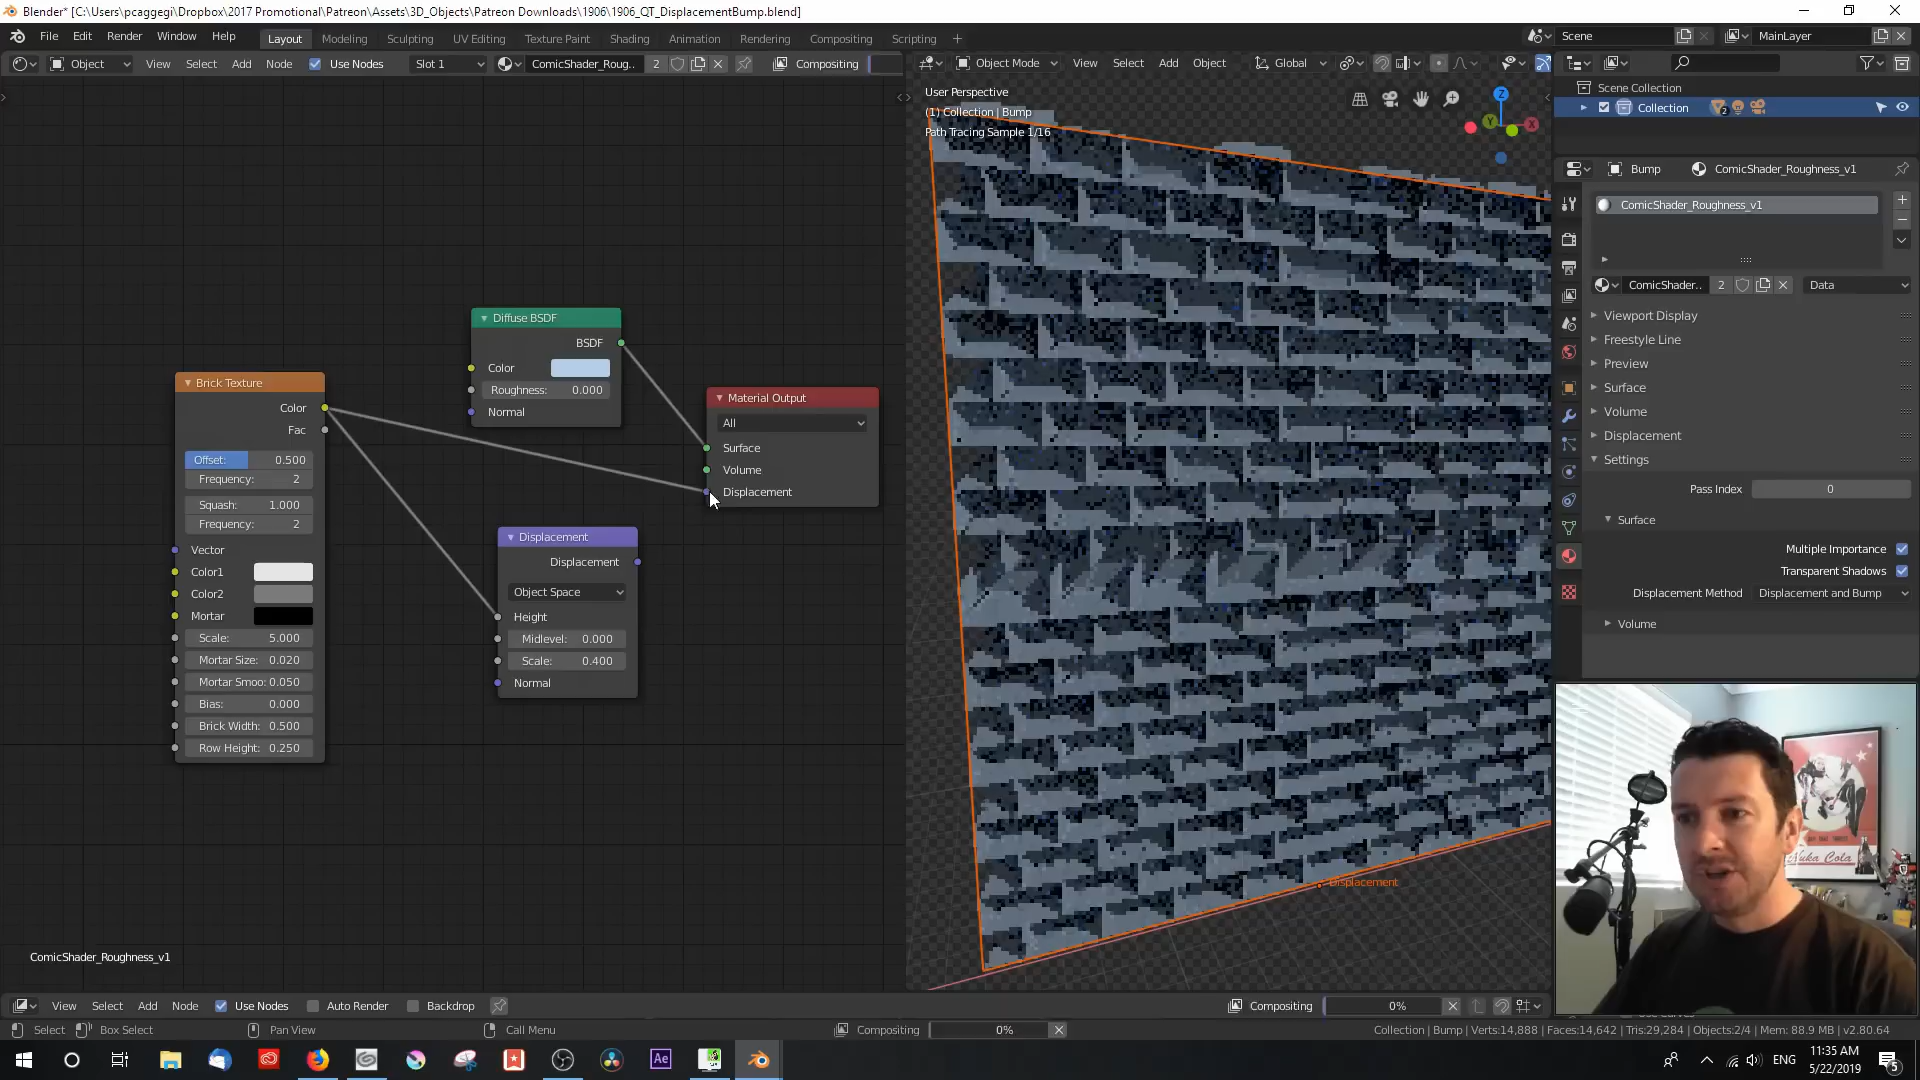 Blender* [C:\Users\pcaggegi\Dropbox\2017 Promotional\Patreon\Assets\3D_Objects\Patreon Downloads\1906\1906_QT_DisplacementBump.blend]
File Edit Render Window Help Layout Modeling Sculpting UV Editing Texture Paint Shading Animation Rendering Compositing Scripting Scene MainLayer
Object View Select Add Node Use Nodes Slot 1 ComicShader_Roug.. 2 Compositing
Object Mode View Select Add Object Global
User Perspective
(1) Collection | Bump
Path Tracing Sample 1/16
Z
Y
X
Scene Collection
Collection
2
Bump ComicShader_Roughness_v1
ComicShader_Roughness_v1
ComicShader.. 2 Data
Viewport Display
Freestyle Line
Preview
Surface
Volume
Displacement
Settings
Pass Index 0
Surface
Multiple Importance
Transparent Shadows
Displacement Method Displacement and Bump
Volume
Diffuse BSDF
BSDF
Color
Roughness: 0.000
Normal
Brick Texture
Color
Fac
Offset: 0.500
Frequency: 2
Squash: 1.000
Frequency: 2
Vector
Color1
Color2
Mortar
Scale: 5.000
Mortar Size: 0.020
Mortar Smoo: 0.050
Bias: 0.000
Brick Width: 0.500
Row Height: 0.250
Material Output
All
Surface
Volume
Displacement
Displacement
Displacement
Object Space
Height
Midlevel: 0.000
Scale: 0.400
Normal
Displacement
Nuka Cola
ComicShader_Roughness_v1
View Select Add Node Use Nodes Auto Render Backdrop Compositing 0%
Select Box Select Pan View Call Menu Compositing 0% Collection | Bump | Verts:14,888 | Faces:14,642 | Tris:29,284 | Objects:2/4 | Mem: 88.9 MB | v2.80.64
Ae
ENG
11:35 AM
5/22/2019
5